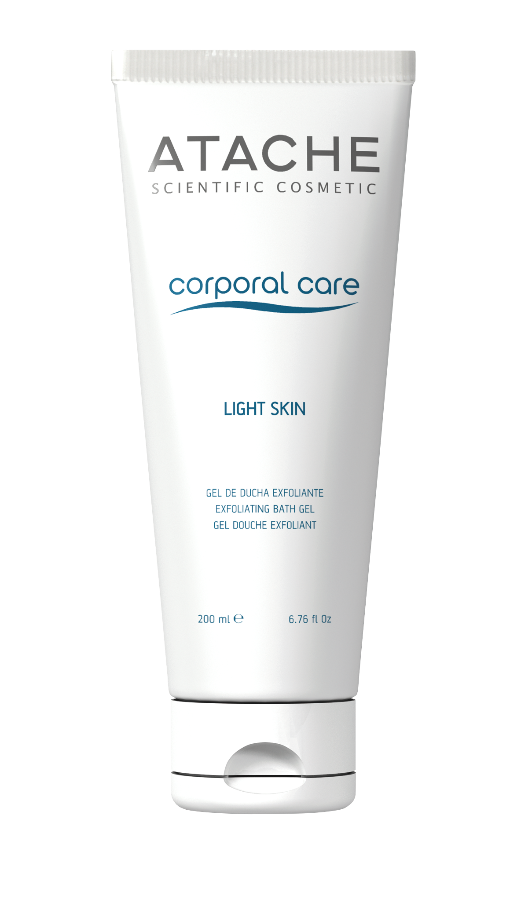 ATACHE
SCIENTIFIC COSMETIC
corporal care
LIGHT SKIN
GEL DE DUCHA EXFOLIANTE
EXFOLIATING BATH GEL
GEL DOUCHE EXFOLIANT
200 ml ℮ 6.76 fl Oz